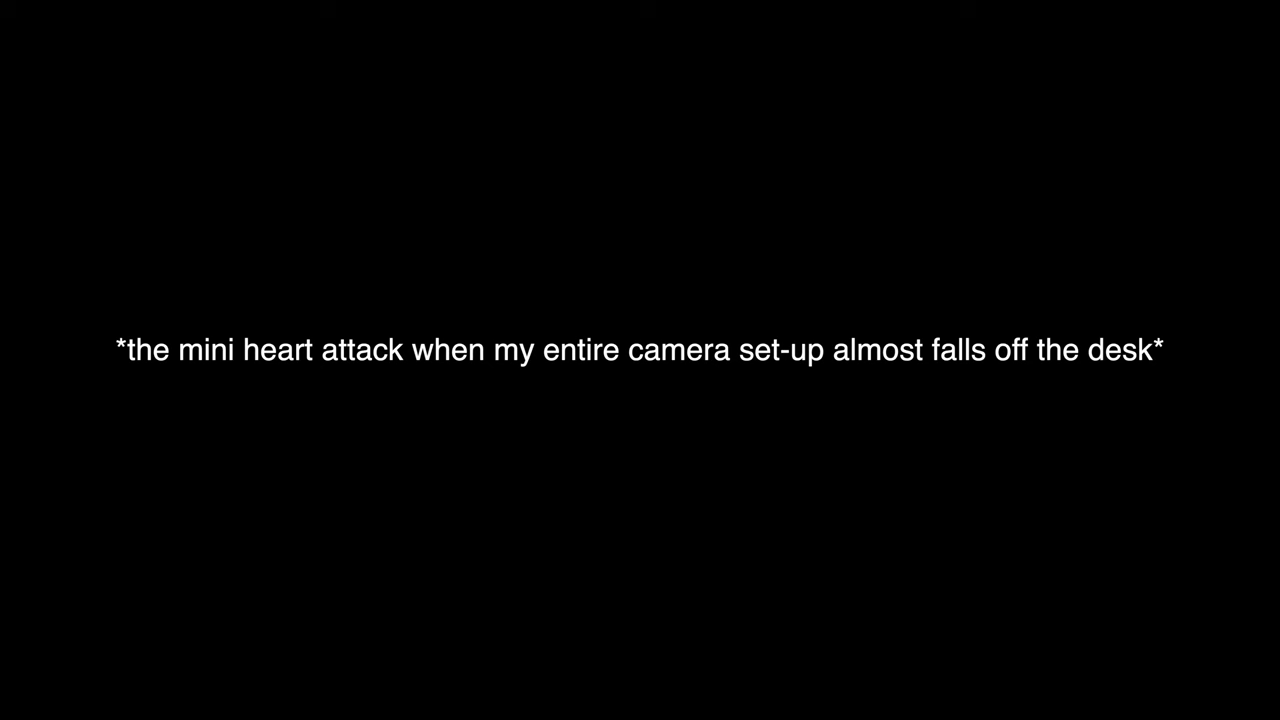 *the mini heart attack when my entire camera set-up almost falls off the desk*